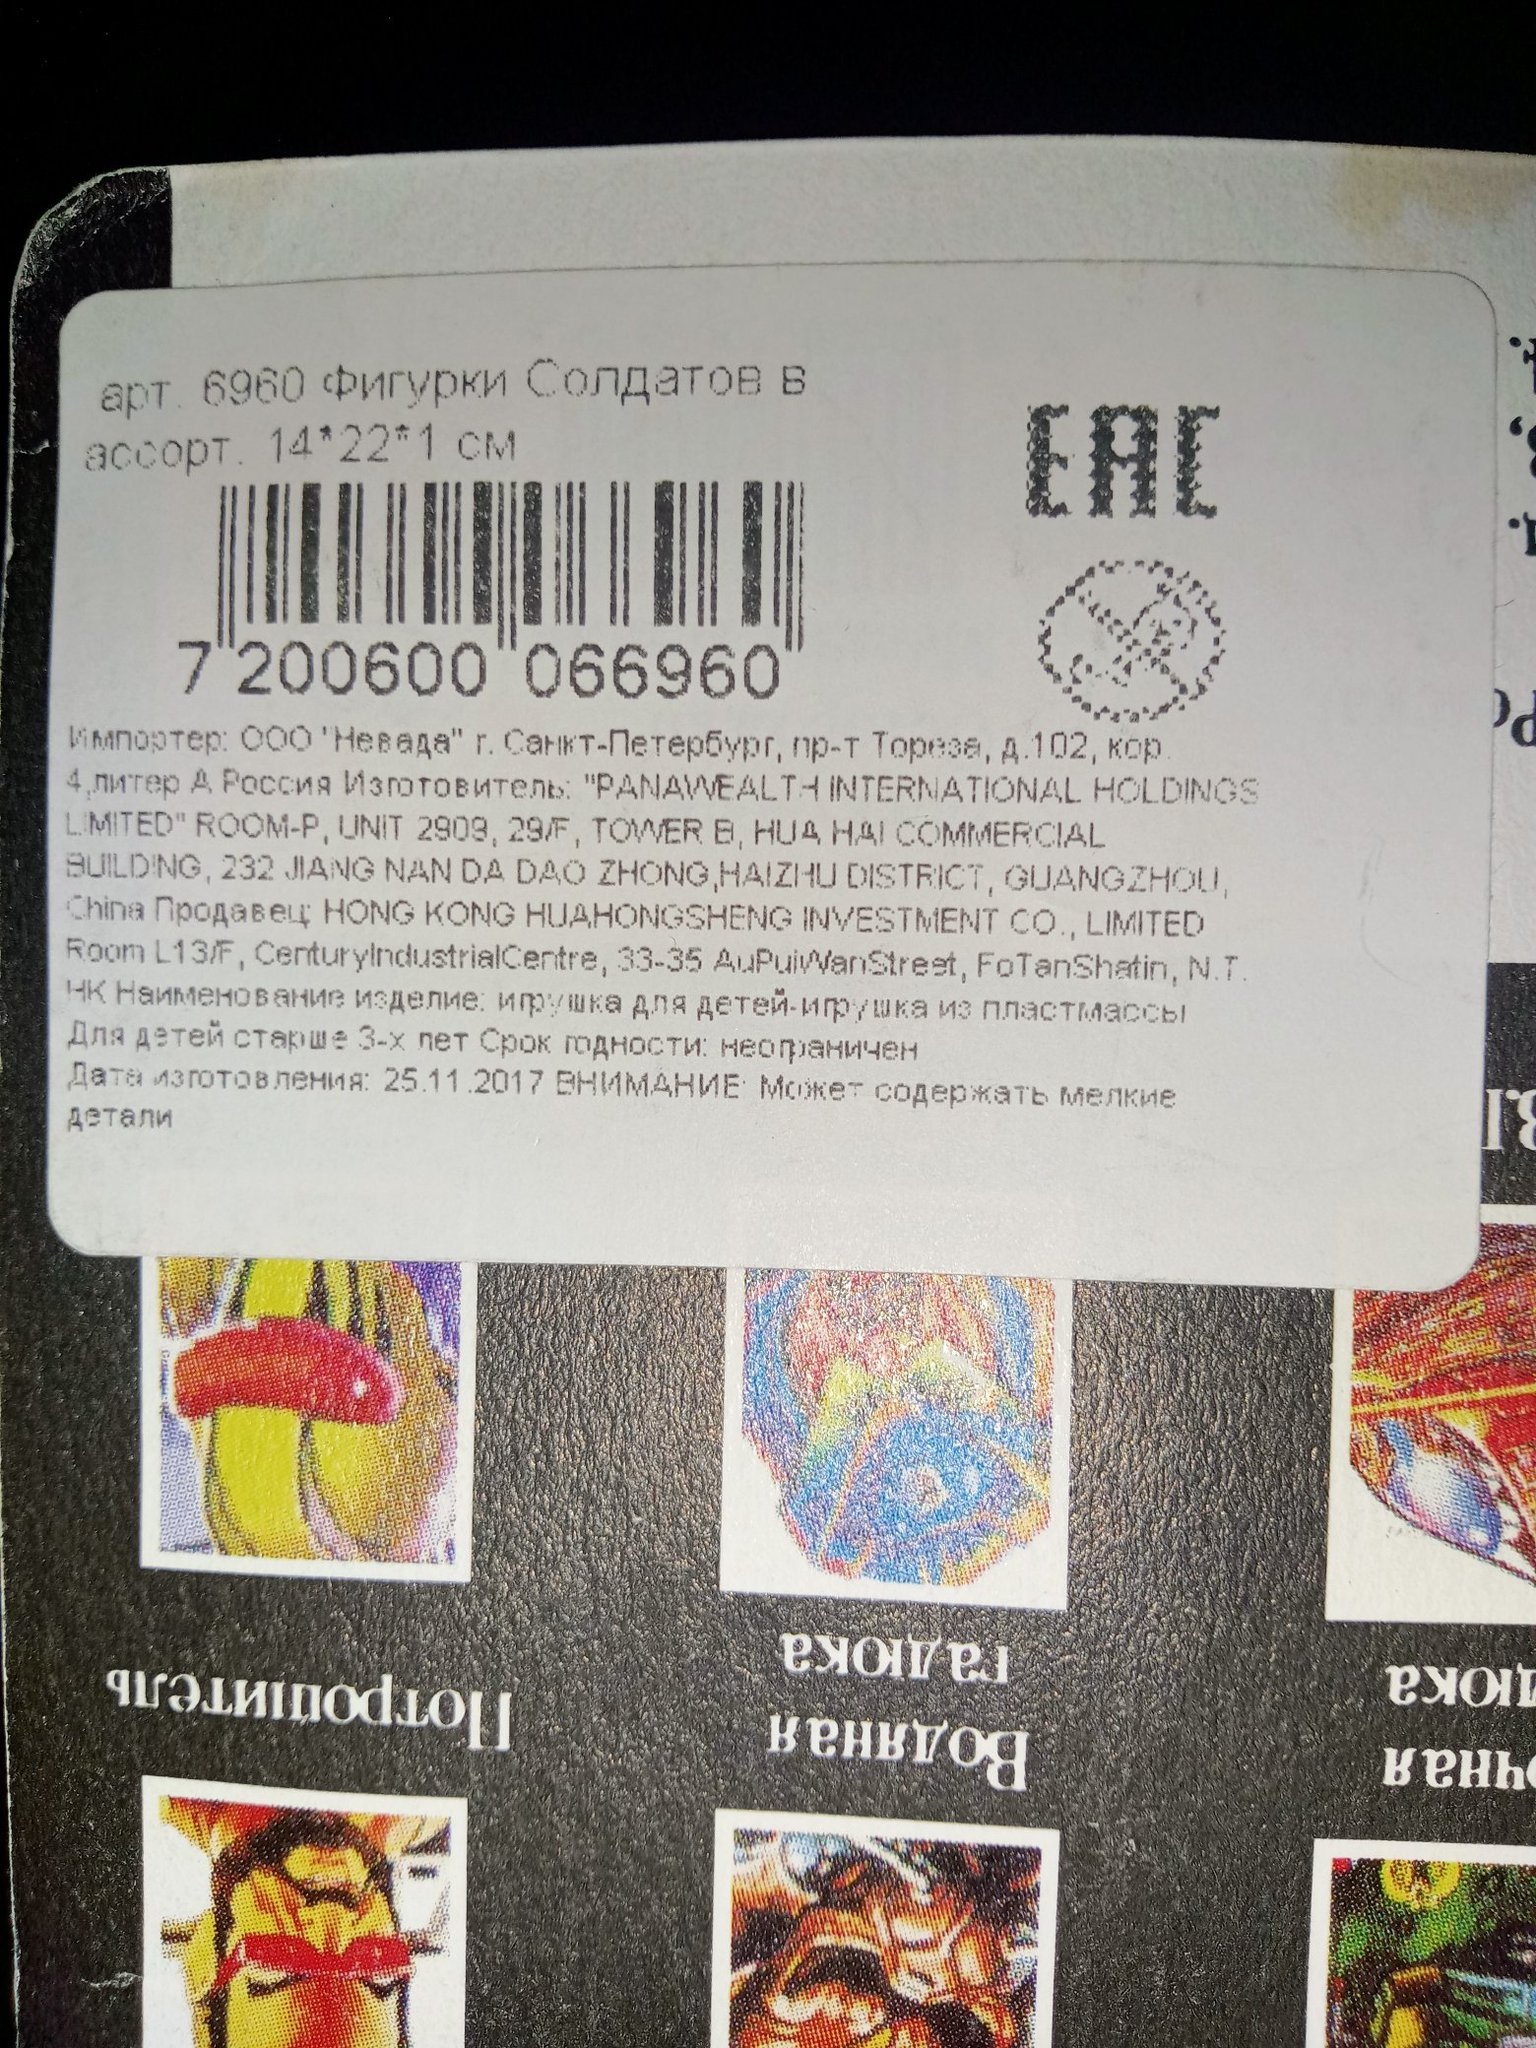 арт. 6960 Фигурки Солдатов в
ассорт. 14*22*1 см
EAC
7 200600 066960
Импортер: ООО "Невада" г. Санкт-Петербург, пр-т Тореза, д.102, кор.
4,литер А Россия Изготовитель: "PANAWEALTH INTERNATIONAL HOLDINGS
LIMITED" ROOM-P, UNIT 2909, 29/F, TOWER B, HUA HAI COMMERCIAL
BUILDING, 232 JIANG NAN DA DAO ZHONG,HAIZHU DISTRICT, GUANGZHOU,
China Продавец: HONG KONG HUAHONGSHENG INVESTMENT CO., LIMITED
Room L13/F, CenturyIndustrialCentre, 33-35 AuPuiWanStreet, FoTanShatin, N.T.
HK Наименование изделие: игрушка для детей-игрушка из пластмассы
Для детей старше 3-х лет Срок годности: неограничен
Дата изготовления: 25.11.2017 ВНИМАНИЕ: Может содержать мелкие
детали
Потрошитель
Водяная
гадюка